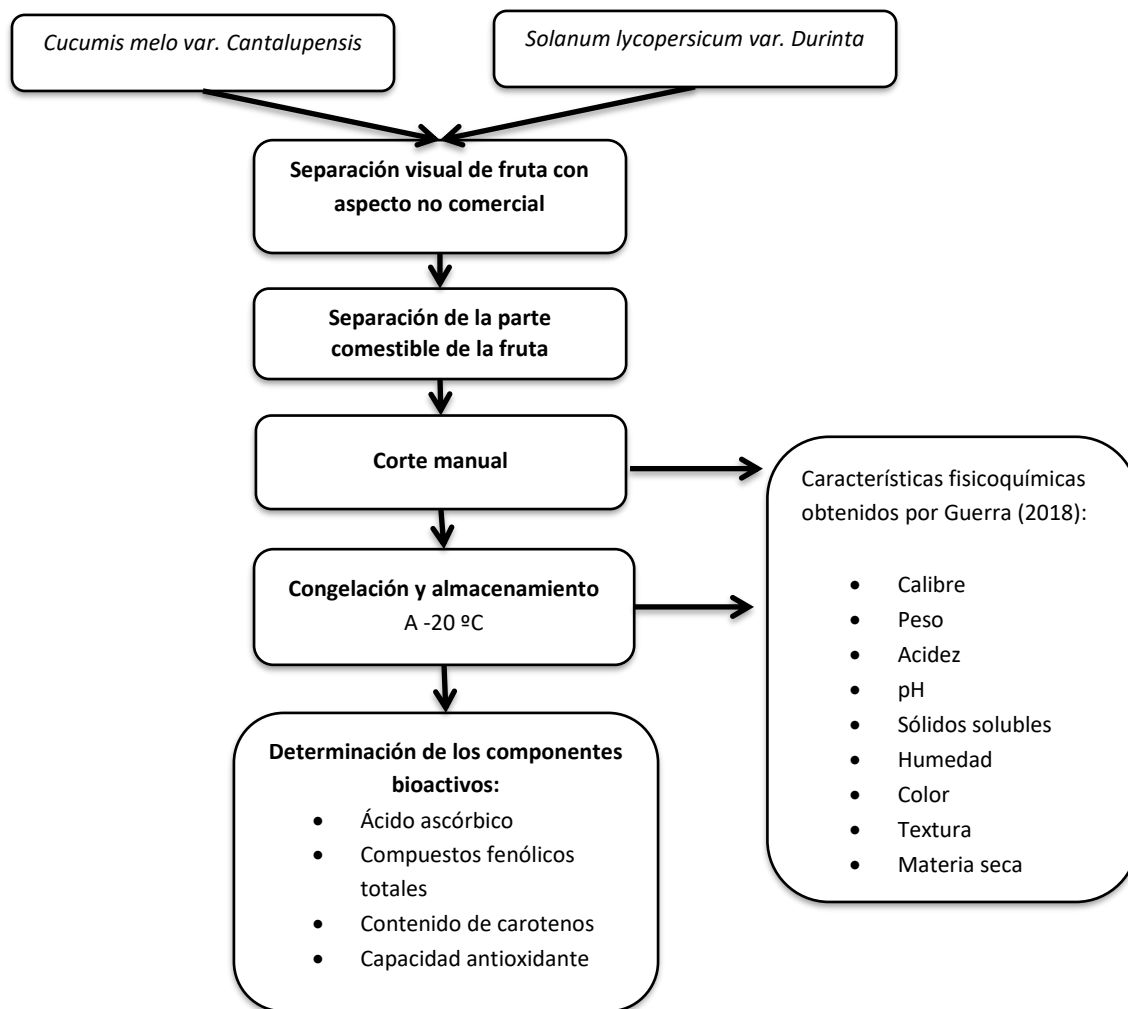 Cucumis melo var. Cantalupensis
Solanum lycopersicum var. Durinta
Separación visual de fruta con
aspecto no comercial
Separación de la parte
comestible de la fruta
Corte manual
Congelación y almacenamiento
A -20 ºC
Determinación de los componentes
bioactivos:
• Ácido ascórbico
• Compuestos fenólicos
totales
• Contenido de carotenos
• Capacidad antioxidante
Características fisicoquímicas
obtenidos por Guerra (2018):
• Calibre
• Peso
• Acidez
• pH
• Sólidos solubles
• Humedad
• Color
• Textura
• Materia seca